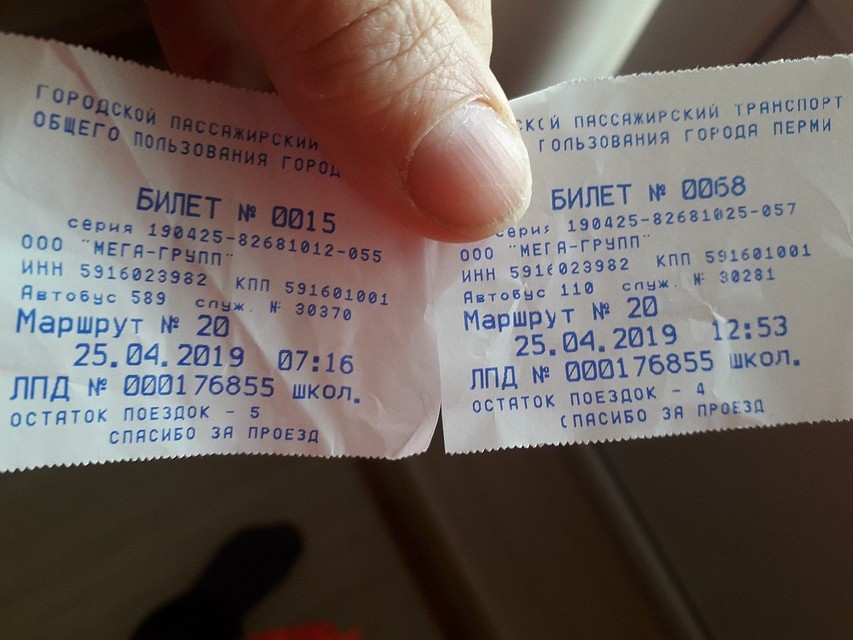 ГОРОДСКОЙ ПАССАЖИРСКИЙ
ОБЩЕГО ПОЛЬЗОВАНИЯ ГОРОД
БИЛЕТ № 0015
серия 190425-82681012-055
ООО "МЕГА-ГРУПП"
ИНН 5916023982 КПП 591601001
Автобус 589 служ. № 30370
Маршрут № 20
25.04.2019 07:16
ЛПД № 000176855 школ.
ОСТАТОК ПОЕЗДОК - 5
СПАСИБО ЗА ПРОЕЗД
ПАССАЖИРСКИЙ ТРАНСПОРТ
ПОЛЬЗОВАНИЯ ГОРОДА ПЕРМИ
БИЛЕТ № 0068
серия 190425-82681025-057
ООО "МЕГА-ГРУПП"
ИНН 5916023982 КПП 591601001
Автобус 110 служ. № 30281
Маршрут № 20
25.04.2019 12:53
ЛПД № 000176855 школ.
ОСТАТОК ПОЕЗДОК - 4
СПАСИБО ЗА ПРОЕЗД